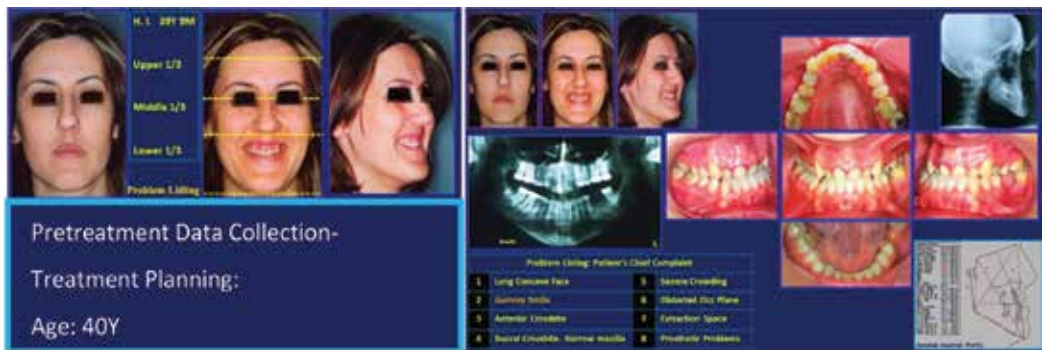 H. I.
Upper 1/3
Middle 1/3
Lower 1/3
Problem Listing
Pretreatment Data Collection-
Treatment Planning:
Age: 40Y
Problem Listing: Patient's Chief Complaint
1 Long Concave Face
2 Gummy Smile
3 Anterior Crossbite
4 Buccal Crossbite- Narrow maxilla
5 Severe Crowding
6 Distorted Occ Plane
7 Extraction Space
8 Prosthetic Problems